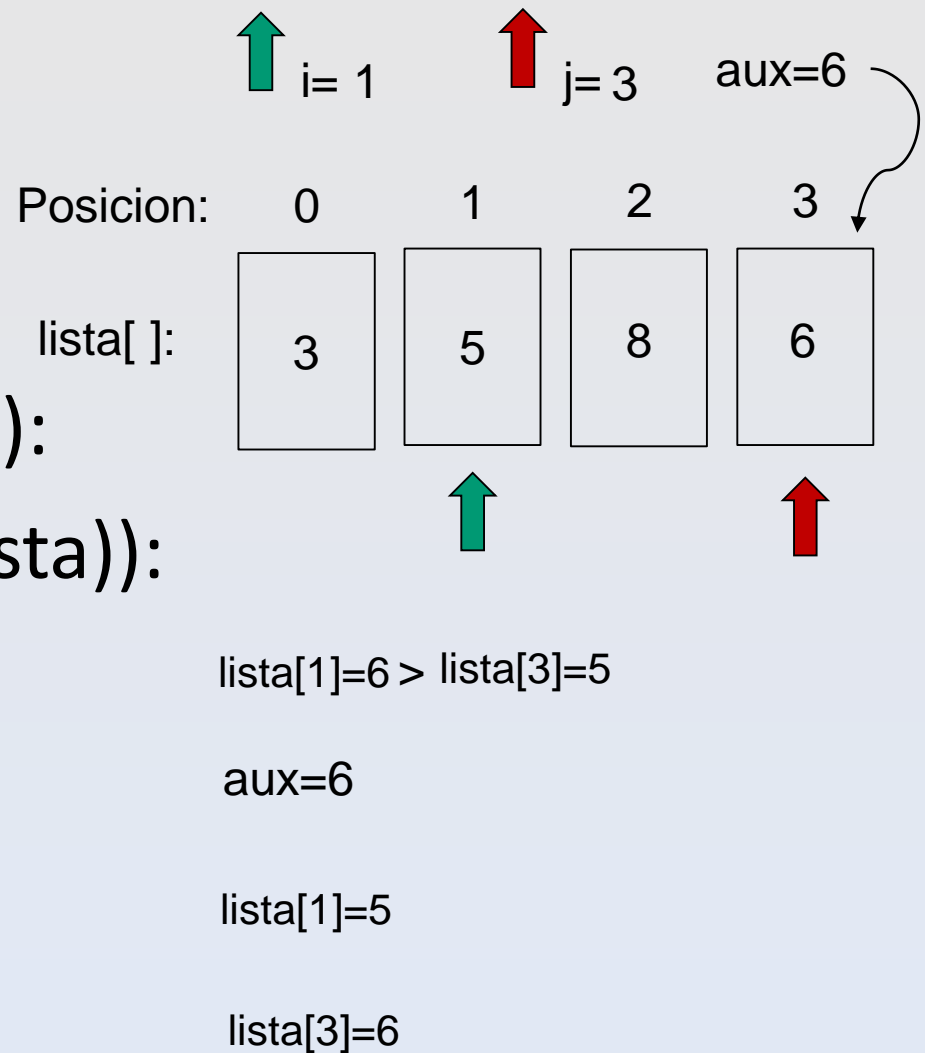 i= 1 j= 3 aux=6
Posicion: 0 1 2 3
lista[ ]: 3 5 8 6
):
sta)):
lista[1]=6 > lista[3]=5
aux=6
lista[1]=5
lista[3]=6